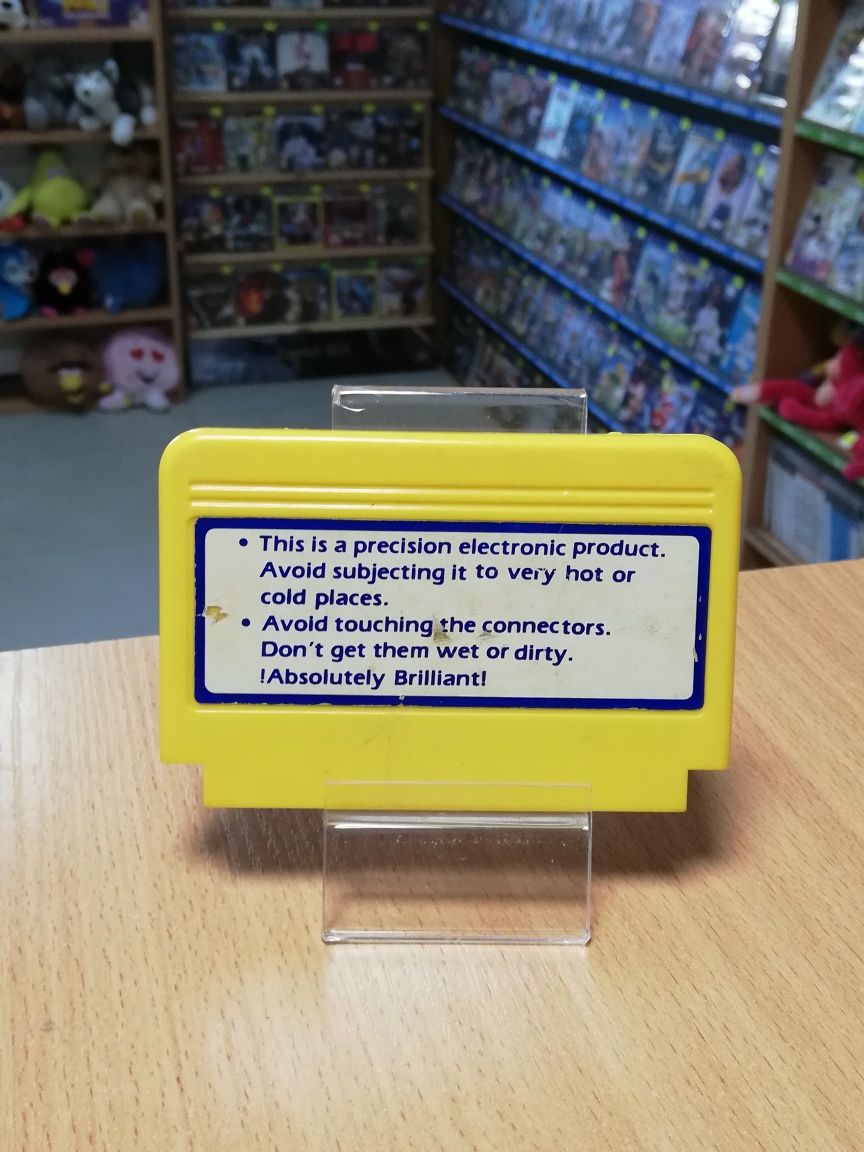 • This is a precision electronic product.
Avoid subjecting it to very hot or
cold places.
• Avoid touching the connectors.
Don't get them wet or dirty.
!Absolutely Brilliant!